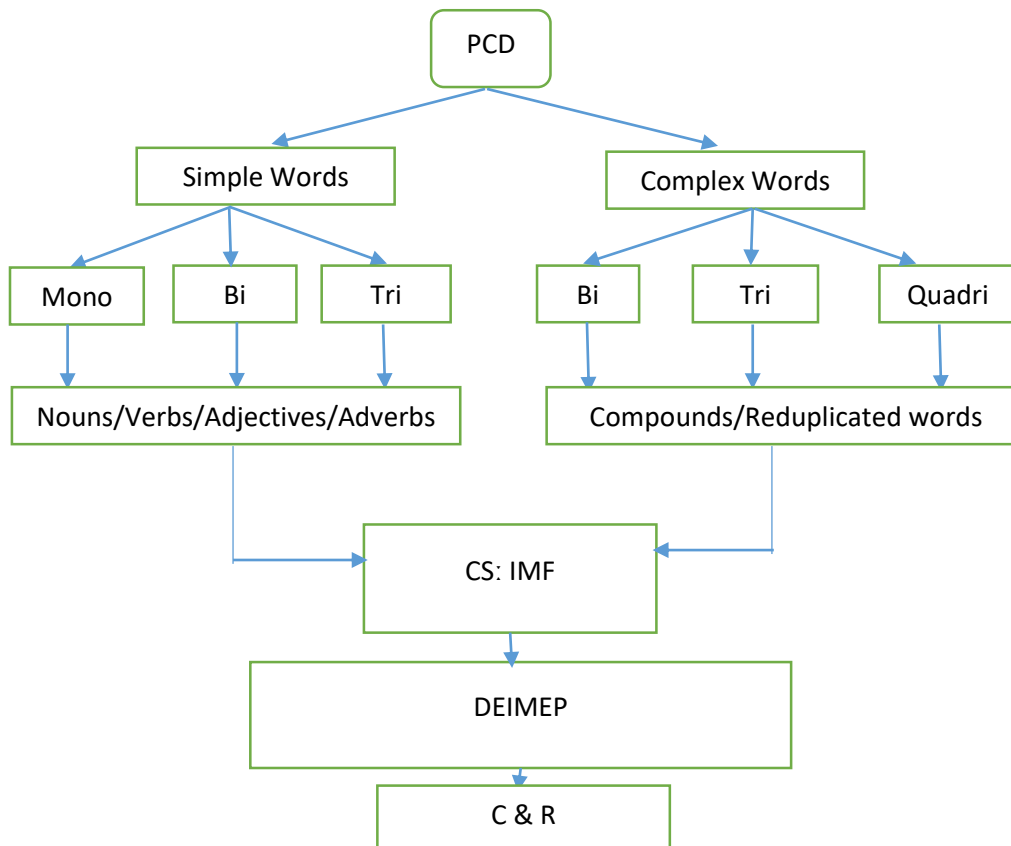 PCD
Simple Words
Complex Words
Mono
Bi
Tri
Bi
Tri
Quadri
Nouns/Verbs/Adjectives/Adverbs
Compounds/Reduplicated words
CS: IMF
DEIMEP
C & R